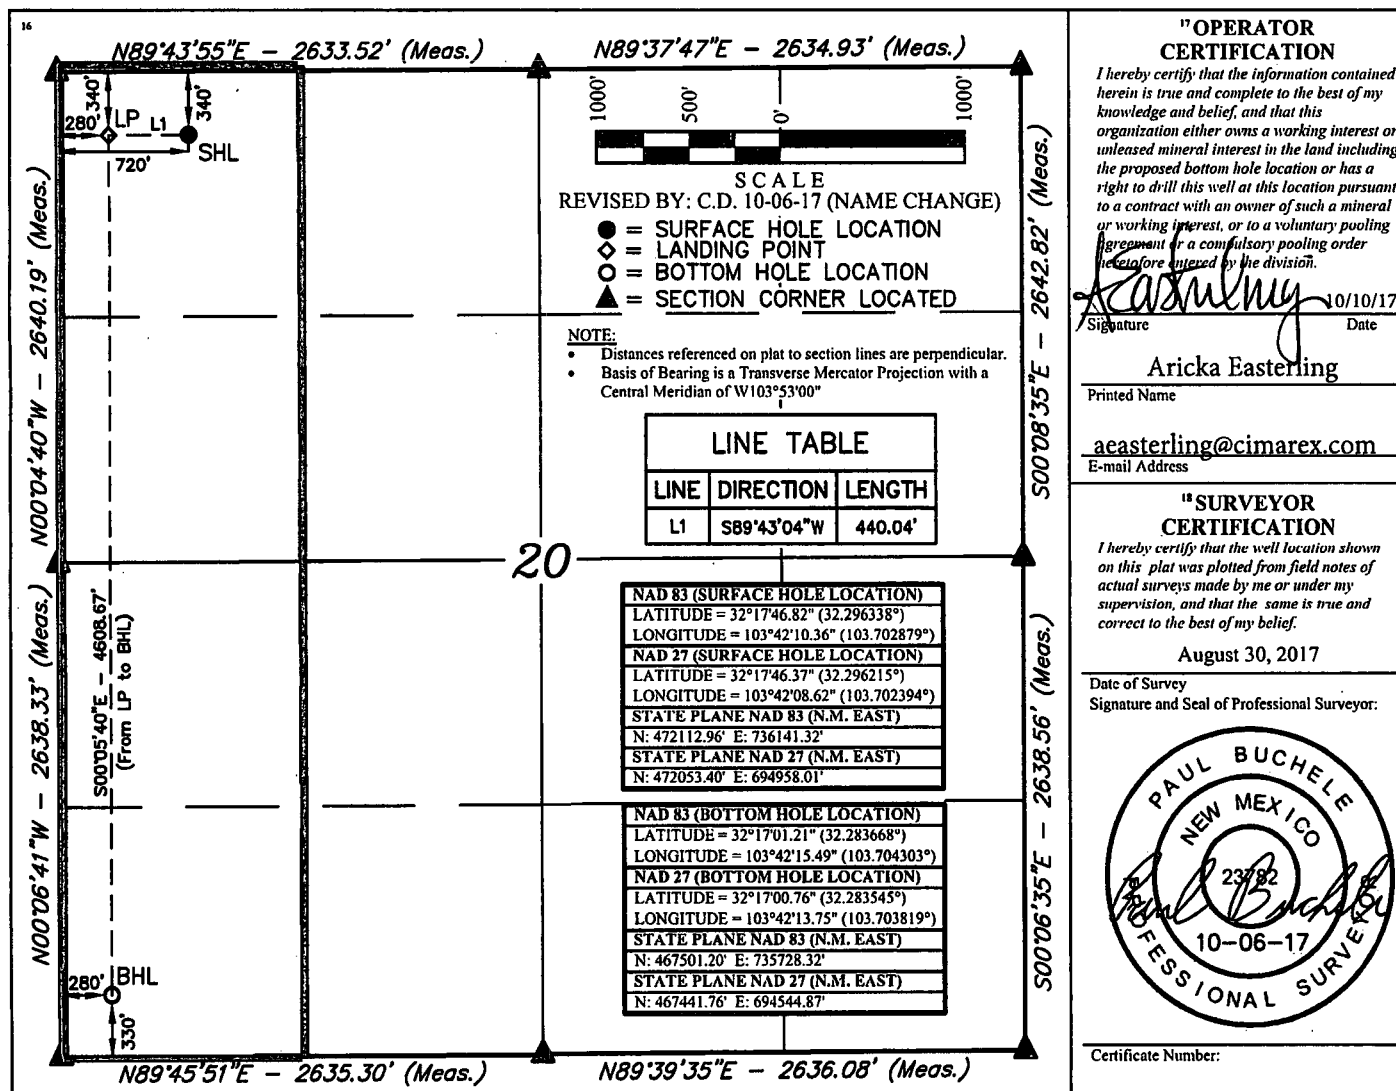 16
N89°43'55"E - 2633.52' (Meas.)
N89°37'47"E - 2634.93' (Meas.)
340'
340'
280'
LP
L1
SHL
720'
1000'
500'
0'
1000'
SCALE
REVISED BY: C.D. 10-06-17 (NAME CHANGE)
= SURFACE HOLE LOCATION
= LANDING POINT
= BOTTOM HOLE LOCATION
= SECTION CORNER LOCATED
NOTE:
• Distances referenced on plat to section lines are perpendicular.
• Basis of Bearing is a Transverse Mercator Projection with a
Central Meridian of W103°53'00"
N00°04'40"W - 2640.19' (Meas.)
S00°08'35"E - 2642.82' (Meas.)
LINE TABLE
LINE DIRECTION LENGTH
L1 S89°43'04"W 440.04'
20
N00°06'41"W - 2638.33' (Meas.)
S00°05'40"E - 4608.67'
(From LP to BHL)
S00°06'35"E - 2638.56' (Meas.)
NAD 83 (SURFACE HOLE LOCATION)
LATITUDE = 32°17'46.82" (32.296338°)
LONGITUDE = 103°42'10.36" (103.702879°)
NAD 27 (SURFACE HOLE LOCATION)
LATITUDE = 32°17'46.37" (32.296215°)
LONGITUDE = 103°42'08.62" (103.702394°)
STATE PLANE NAD 83 (N.M. EAST)
N: 472112.96' E: 736141.32'
STATE PLANE NAD 27 (N.M. EAST)
N: 472053.40' E: 694958.01'
NAD 83 (BOTTOM HOLE LOCATION)
LATITUDE = 32°17'01.21" (32.283668°)
LONGITUDE = 103°42'15.49" (103.704303°)
NAD 27 (BOTTOM HOLE LOCATION)
LATITUDE = 32°17'00.76" (32.283545°)
LONGITUDE = 103°42'13.75" (103.703819°)
STATE PLANE NAD 83 (N.M. EAST)
N: 467501.20' E: 735728.32'
STATE PLANE NAD 27 (N.M. EAST)
N: 467441.76' E: 694544.87'
280'
BHL
330'
N89°45'51"E - 2635.30' (Meas.)
N89°39'35"E - 2636.08' (Meas.)
17 OPERATOR
CERTIFICATION
I hereby certify that the information contained
herein is true and complete to the best of my
knowledge and belief, and that this
organization either owns a working interest or
unleased mineral interest in the land including
the proposed bottom hole location or has a
right to drill this well at this location pursuant
to a contract with an owner of such a mineral
or working interest, or to a voluntary pooling
agreement or a compulsory pooling order
heretofore entered by the division.
AEasterling 10/10/17
Signature Date
Aricka Easterling
Printed Name
aeasterling@cimarex.com
E-mail Address
18 SURVEYOR
CERTIFICATION
I hereby certify that the well location shown
on this plat was plotted from field notes of
actual surveys made by me or under my
supervision, and that the same is true and
correct to the best of my belief.
August 30, 2017
Date of Survey
Signature and Seal of Professional Surveyor:
PAUL BUCHELE
NEW MEXICO
23782
Paul Buchele
10-06-17
PROFESSIONAL SURVEYOR
Certificate Number: